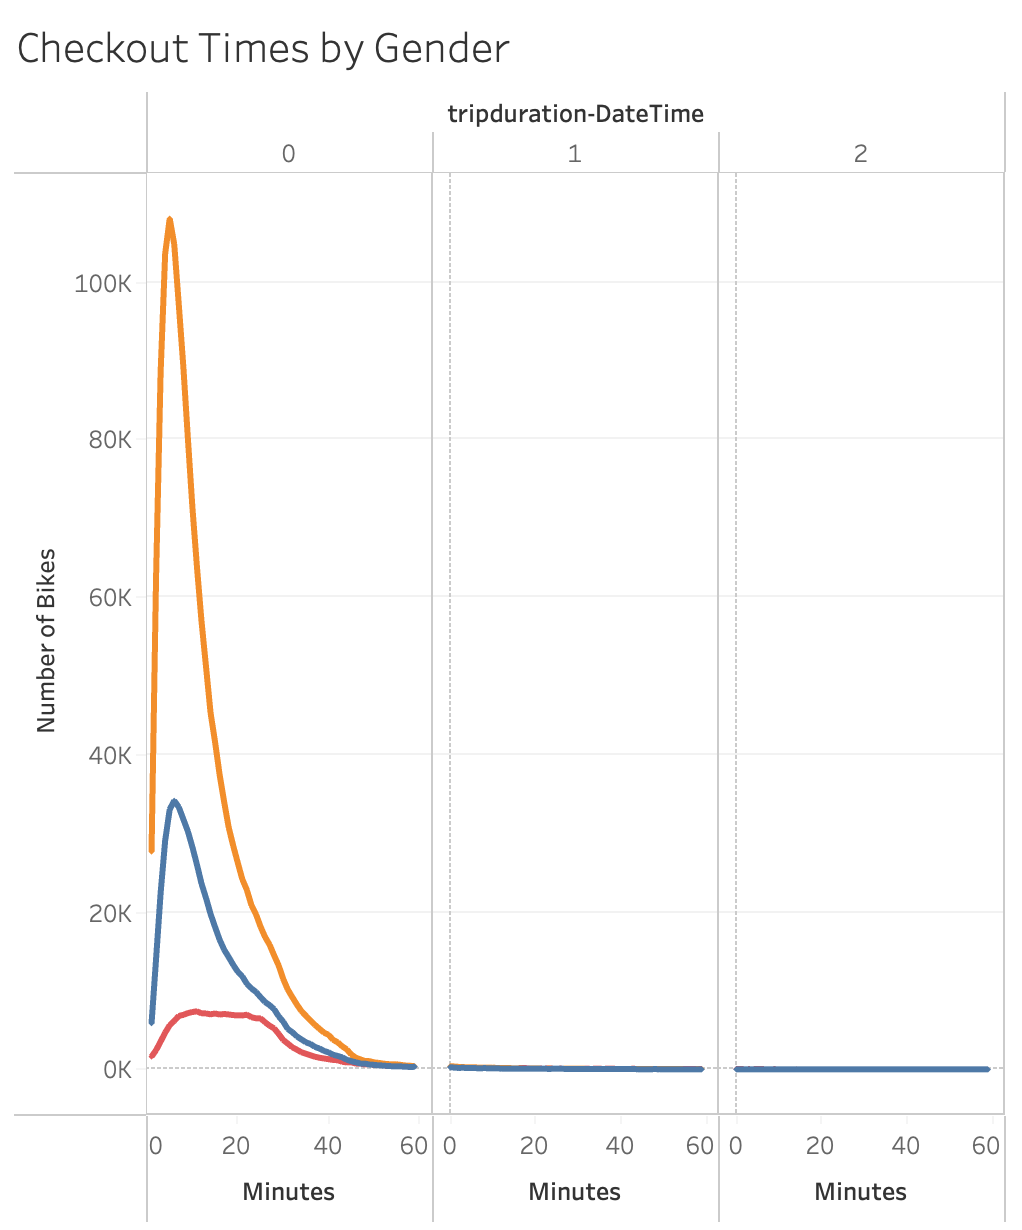 Checkout Times by Gender
tripduration-DateTime
0 1 2
100K
80K
60K
40K
20K
0K
Number of Bikes
0 20 40 60 0 20 40 60 0 20 40 60
Minutes Minutes Minutes